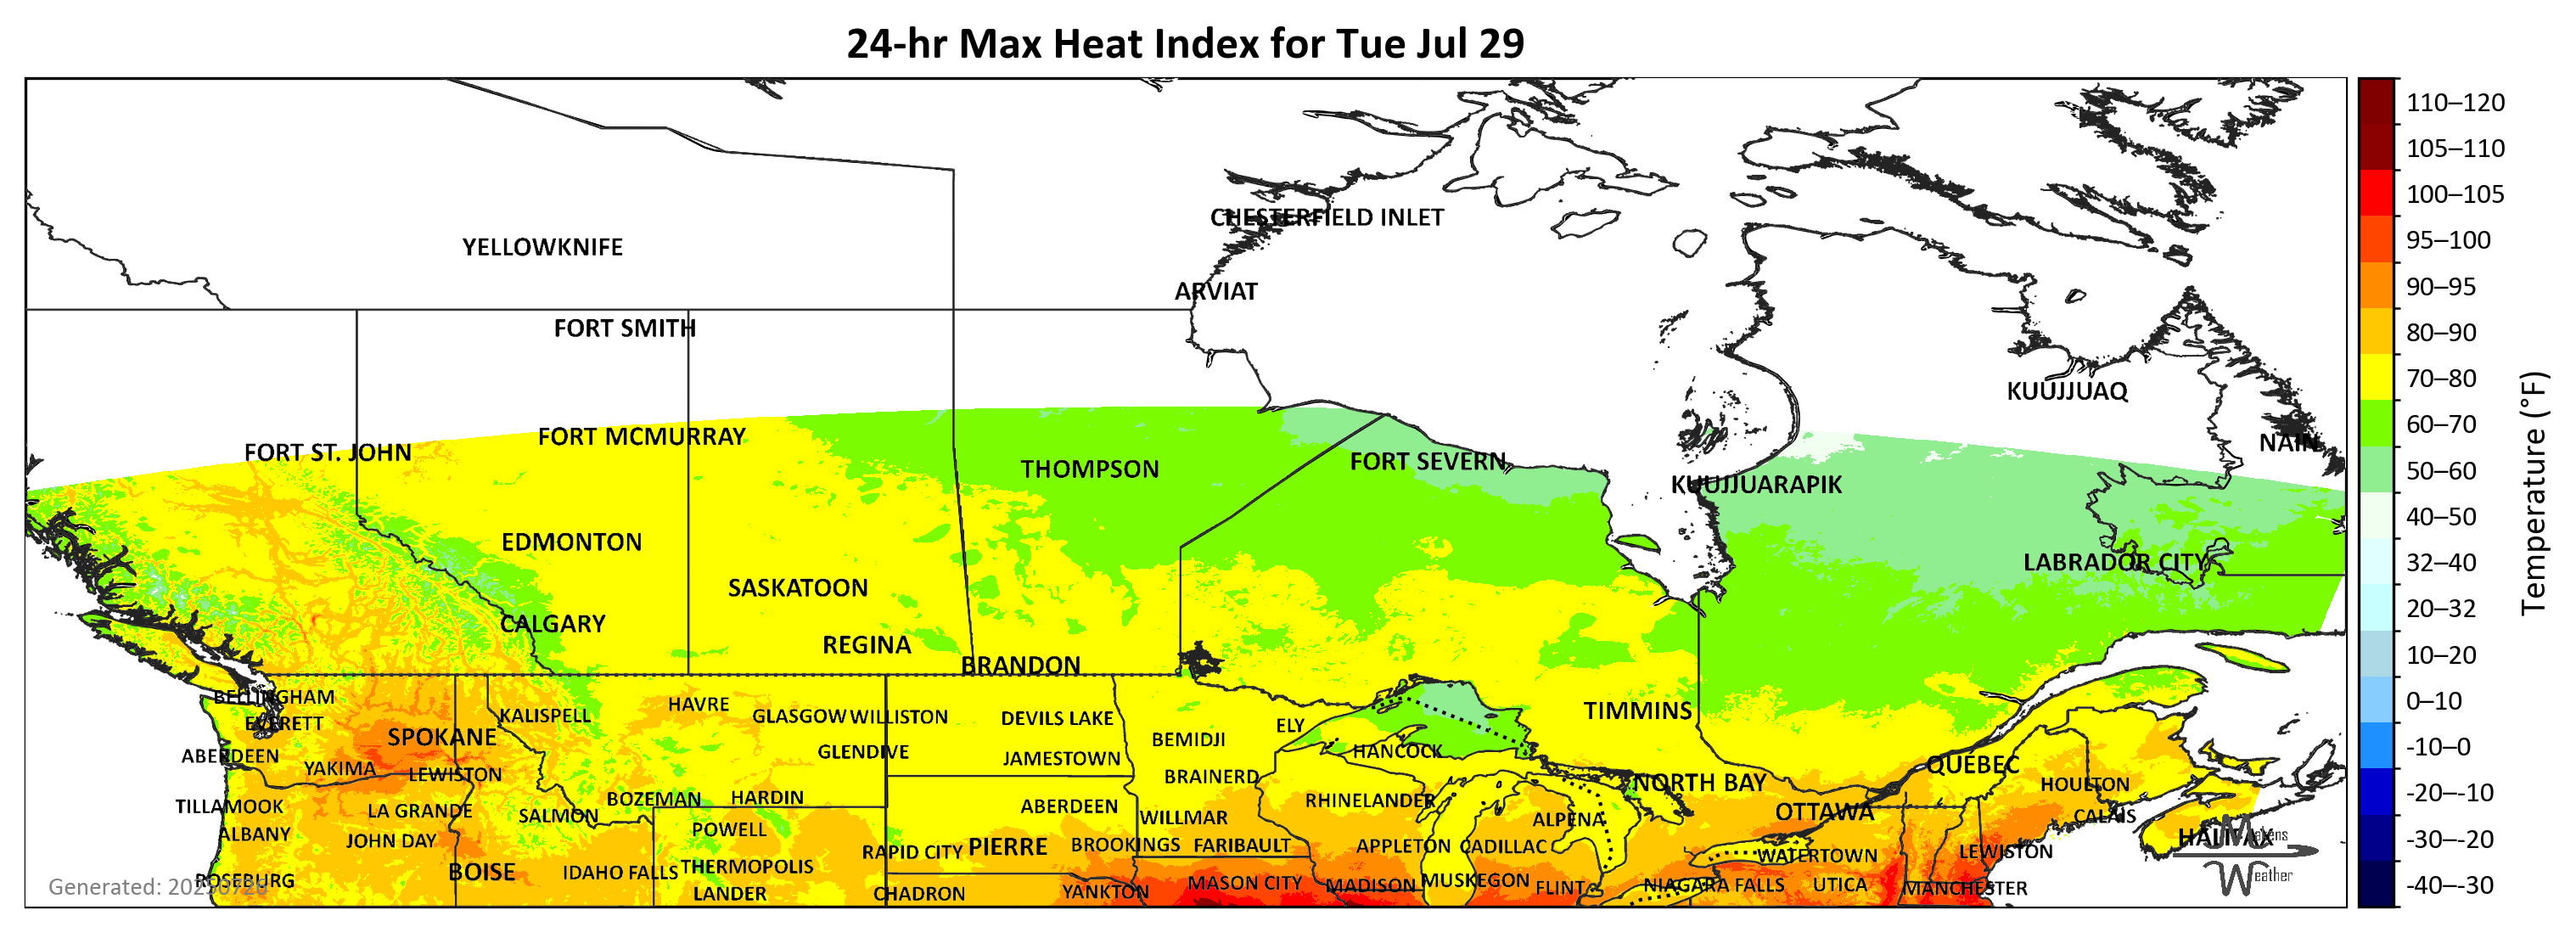 24-hr Max Heat Index for Tue Jul 29
CHESTERFIELD INLET
YELLOWKNIFE
ARVIAT
FORT SMITH
KUUJJUAQ
FORT ST. JOHN
FORT MCMURRAY
NAIN
THOMPSON
FORT SEVERN
KUUJJUARAPIK
EDMONTON
LABRADOR CITY
SASKATOON
CALGARY
REGINA
BRANDON
BELLINGHAM
HAVRE
KALISPELL
GLASGOW
WILLISTON
DEVILS LAKE
TIMMINS
EVERETT
ELY
SPOKANE
BEMIDJI
GLENDIVE
HANCOCK
ABERDEEN
JAMESTOWN
QUÉBEC
YAKIMA
LEWISTON
BRAINERD
NORTH BAY
HOULTON
BOZEMAN
HARDIN
RHINELANDER
TILLAMOOK
LA GRANDE
ABERDEEN
SALMON
WILLMAR
ALPENA
OTTAWA
CALAIS
ALBANY
JOHN DAY
POWELL
HALIFAX
RAPID CITY
PIERRE
BROOKINGS
FARIBAULT
APPLETON
CADILLAC
WATERTOWN
LEWISTON
BOISE
IDAHO FALLS
THERMOPOLIS
ROSEBURG
MASON CITY
MADISON
MUSKEGON
FLINT
NIAGARA FALLS
UTICA
MANCHESTER
LANDER
CHADRON
YANKTON
Generated: 20250728
Makens
Weather
110–120
105–110
100–105
95–100
90–95
80–90
70–80
60–70
50–60
40–50
32–40
20–32
10–20
0–10
-10–0
-20–-10
-30–-20
-40–-30
Temperature (°F)